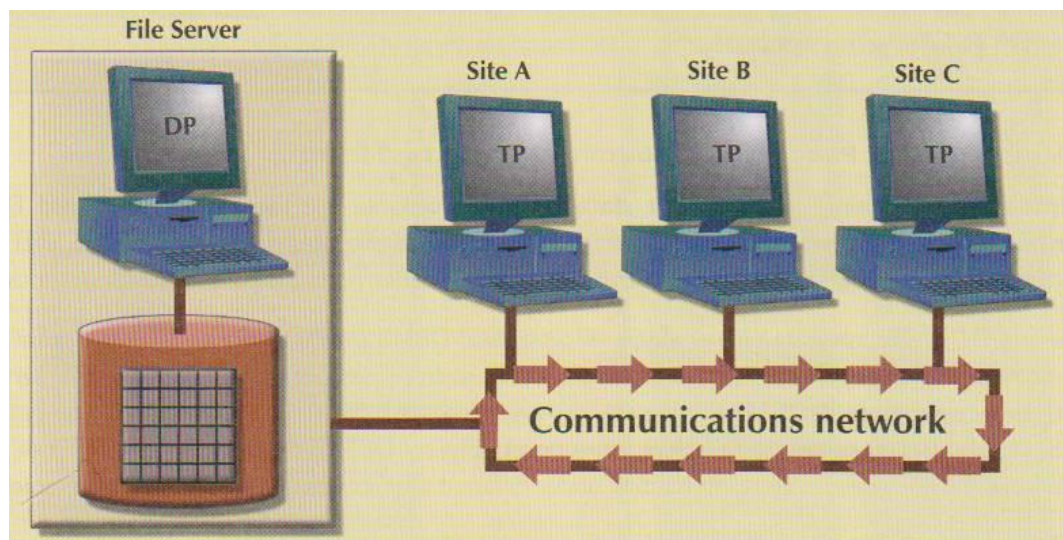 File Server
Site A
Site B
Site C
DP
TP
TP
TP
Communications network